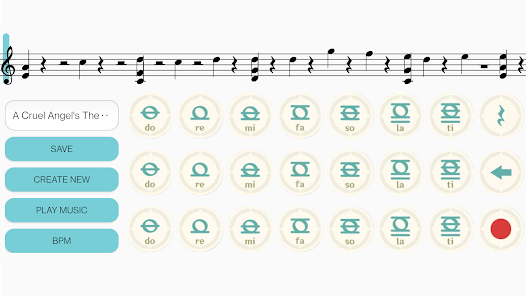 A Cruel Angel's The··
do re mi fa so la ti
SAVE
CREATE NEW
do re mi fa so la ti
PLAY MUSIC
BPM
do re mi fa so la ti